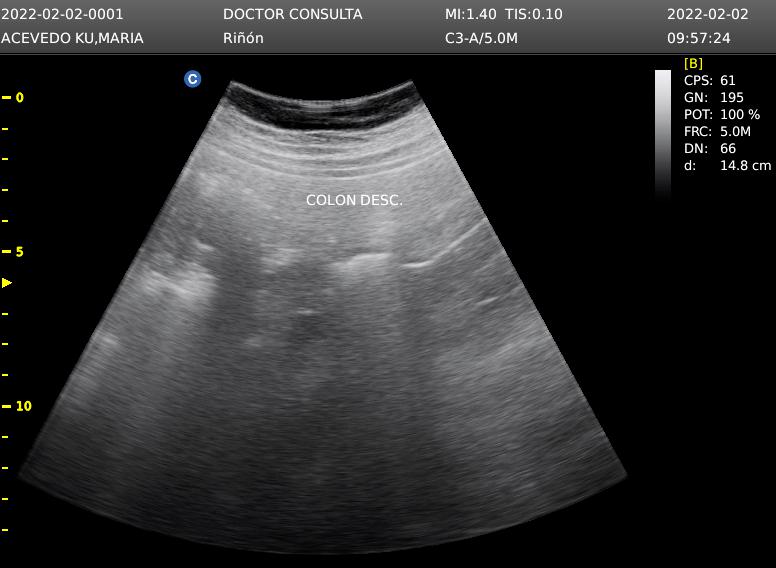 2022-02-02-0001 DOCTOR CONSULTA MI:1.40 TIS:0.10 2022-02-02
ACEVEDO KU,MARIA Riñón C3-A/5.0M 09:57:24
[B]
CPS: 61
GN: 195
POT: 100 %
FRC: 5.0M
DN: 66
d: 14.8 cm
C
0
COLON DESC.
5
10